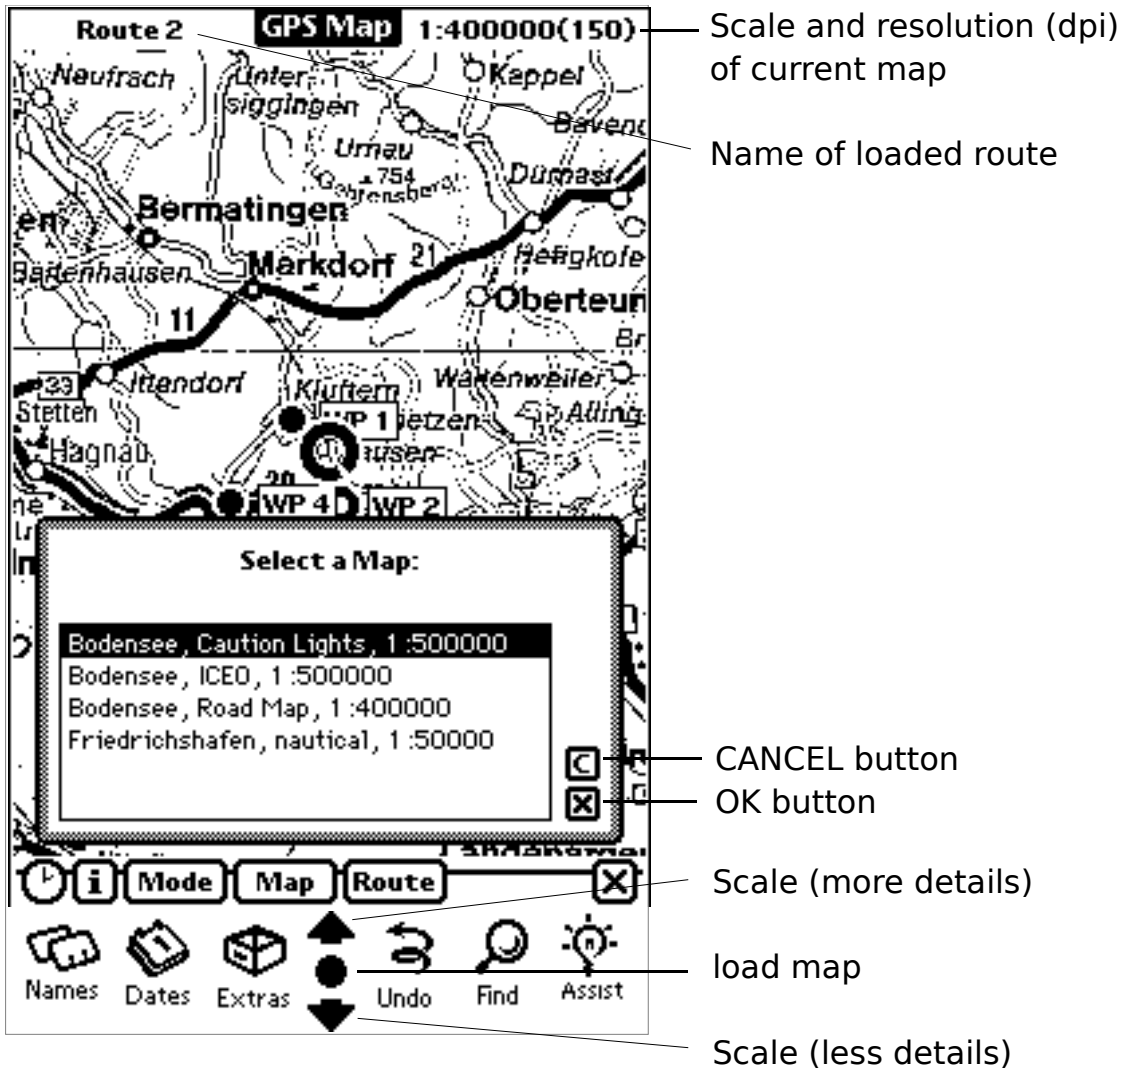 Route 2 GPS Map 1:400000(150)
Scale and resolution (dpi)
of current map
Name of loaded route
Neufrach
Unter-
siggingen
Kappel
Urnau
754
Gehrensberg
Bermatingen
Markdorf
21
Oberteur
11
Ittendorf
Kluftern
33
Stetten
Hagnau
WP 1
20
WP 4
WP 2
Select a Map:
Bodensee, Caution Lights, 1:500000
Bodensee, ICEO, 1:500000
Bodensee, Road Map, 1:400000
Friedrichshafen, nautical, 1:50000
C
X
CANCEL button
OK button
i Mode Map Route X
Scale (more details)
Names Dates Extras Undo Find Assist
load map
Scale (less details)